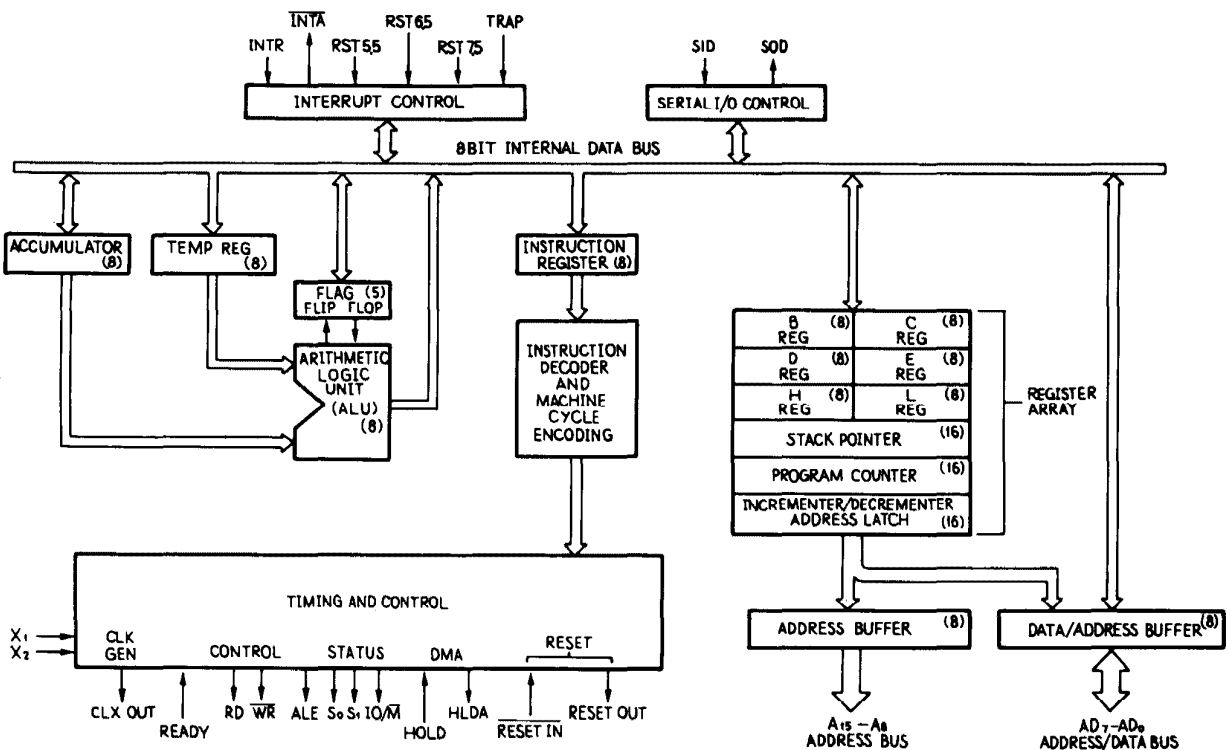 INTR
INTA
RST5,5
RST6,5
RST7,5
TRAP
SID
SOD
INTERRUPT CONTROL
SERIAL I/O CONTROL
8BIT INTERNAL DATA BUS
ACCUMULATOR
(8)
TEMP REG
(8)
FLAG (5)
FLIP FLOP
ARITHMETIC
LOGIC
UNIT
(ALU)
(8)
INSTRUCTION
REGISTER (8)
INSTRUCTION
DECODER
AND
MACHINE
CYCLE
ENCODING
B (8)
REG
C (8)
REG
D (8)
REG
E (8)
REG
H (8)
REG
L (8)
REG
STACK POINTER (16)
PROGRAM COUNTER (16)
INCREMENTER/DECREMENTER
ADDRESS LATCH (16)
REGISTER
ARRAY
TIMING AND CONTROL
X1
X2
CLK
GEN
CONTROL
STATUS
DMA
RESET
CLX OUT
READY
RD
WR
ALE
S0
S1
IO/M
HOLD
HLDA
RESET IN
RESET OUT
ADDRESS BUFFER (8)
DATA/ADDRESS BUFFER (8)
A15–A8
ADDRESS BUS
AD7–AD0
ADDRESS/DATA BUS